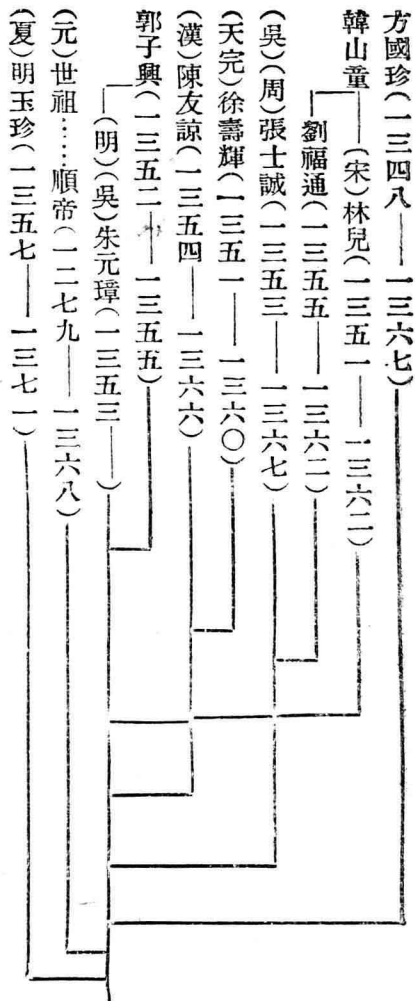 方國珍(一三四八——一三六七)
韓山童——(宋)林兒(一三五一——一三六二)
劉福通(一三五五——一三六二)
(吳)(周)張士誠(一三五三——一三六七)
(天完)徐壽輝(一三五一——一三六〇)
(漢)陳友諒(一三五四——一三六六)
郭子興(一三五二——一三五五)
(明)(吳)朱元璋(一三五三——)
(元)世祖……順帝(一二七九——一三六八)
(夏)明玉珍(一三五七——一三七一)